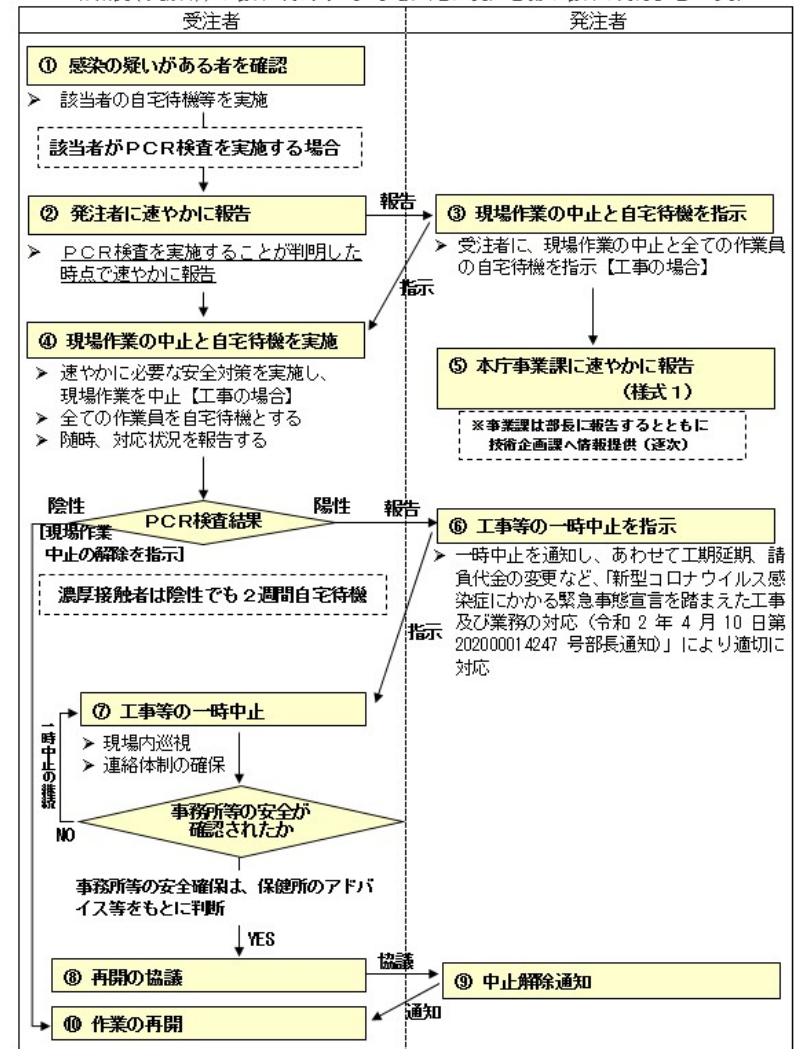 受注者
発注者
① 感染の疑いがある者を確認
➤ 該当者の自宅待機等を実施
該当者がＰＣＲ検査を実施する場合
② 発注者に速やかに報告
報告
③ 現場作業の中止と自宅待機を指示
➤ ＰＣＲ検査を実施することが判明した
時点で速やかに報告
➤ 受注者に、現場作業の中止と全ての作業員
の自宅待機を指示【工事の場合】
指示
④ 現場作業の中止と自宅待機を実施
➤ 速やかに必要な安全対策を実施し、
現場作業を中止【工事の場合】
➤ 全ての作業員を自宅待機とする
➤ 随時、対応状況を報告する
⑤ 本庁事業課に速やかに報告
（様式１）
※事業課は部長に報告するとともに
技術企画課へ情報提供（逐次）
陰性
PCR検査結果
陽性
報告
[現場作業
中止の解除を指示]
⑥ 工事等の一時中止を指示
➤ 一時中止を通知し、あわせて工期延期、請
負代金の変更など、「新型コロナウイルス感
染症にかかる緊急事態宣言を踏まえた工事
及び業務の対応（令和 2 年 4 月 10 日第
202000014247 号部長通知）」により適切に
対応
濃厚接触者は陰性でも２週間自宅待機
指示
⑦ 工事等の一時中止
➤ 現場内巡視
➤ 連絡体制の確保
一時中止の継続
事務所等の安全が
確認されたか
NO
事務所等の安全確保は、保健所のアドバ
イス等をもとに判断
YES
⑧ 再開の協議
協議
⑨ 中止解除通知
通知
⑩ 作業の再開